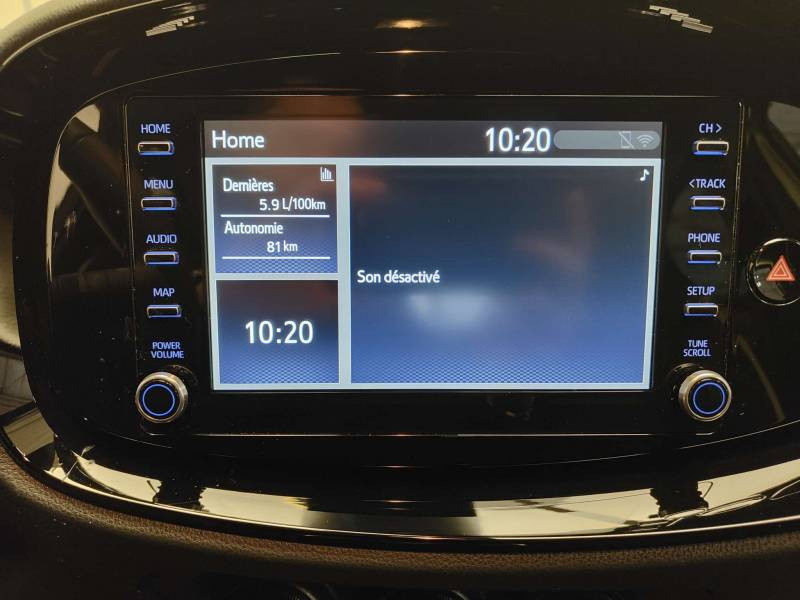 HOME
MENU
AUDIO
MAP
POWER
VOLUME
Home
10:20
Dernières
5.9 L/100km
Autonomie
81 km
10:20
Son désactivé
CH >
< TRACK
PHONE
SETUP
TUNE
SCROLL